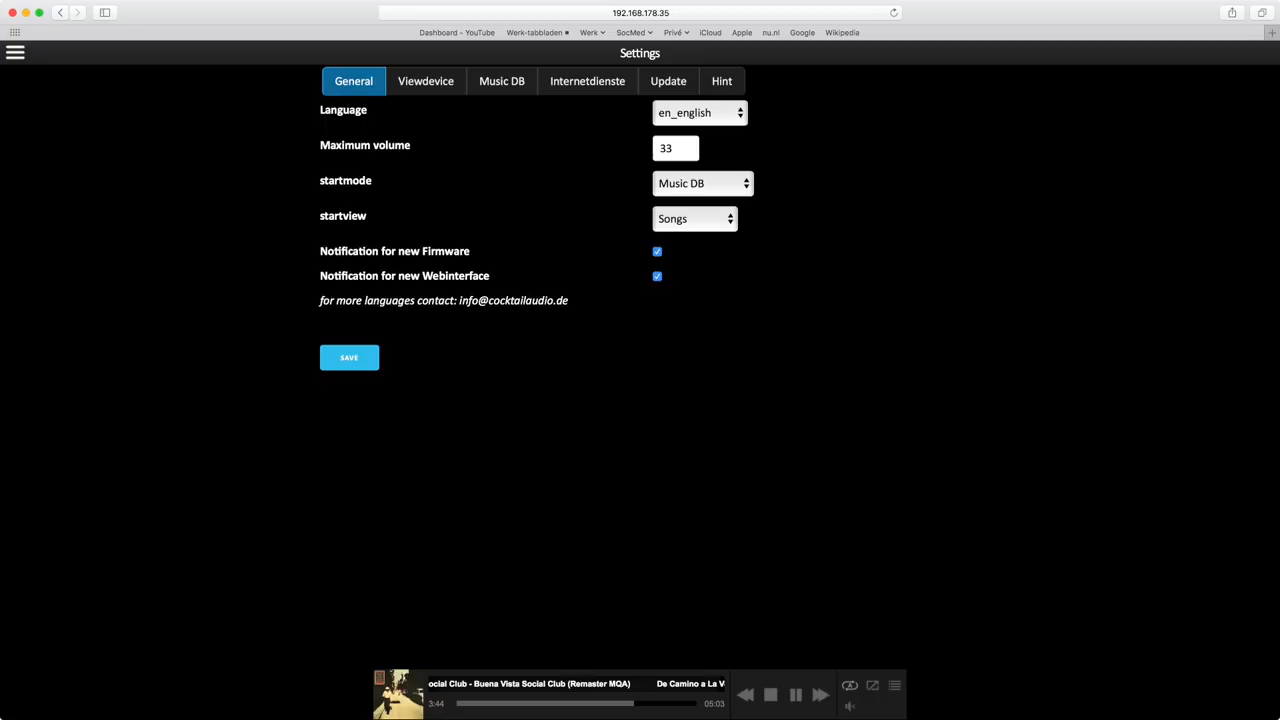 192.168.178.35
Dashboard - YouTube Werk-tabbladen Werk SocMed Privé iCloud Apple nu.nl Google Wikipedia
Settings
General Viewdevice Music DB Internetdienste Update Hint
Language en_english
Maximum volume 33
startmode Music DB
startview Songs
Notification for new Firmware
Notification for new Webinterface
for more languages contact: info@cocktailaudio.de
SAVE
ocial Club - Buena Vista Social Club (Remaster MQA) De Camino a La V
3:44 05:03